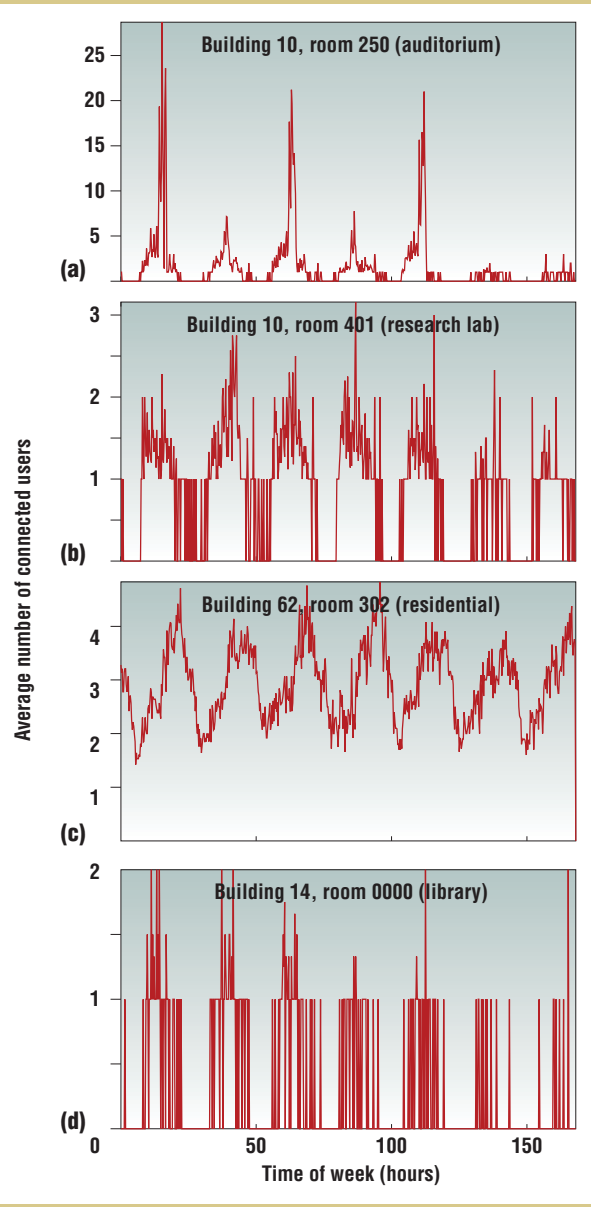 Building 10, room 250 (auditorium)
25
20
15
10
5
(a)
Building 10, room 401 (research lab)
3
2
1
(b)
Average number of connected users
Building 62, room 302 (residential)
4
3
2
1
(c)
Building 14, room 0000 (library)
2
1
(d)
0 50 100 150
Time of week (hours)